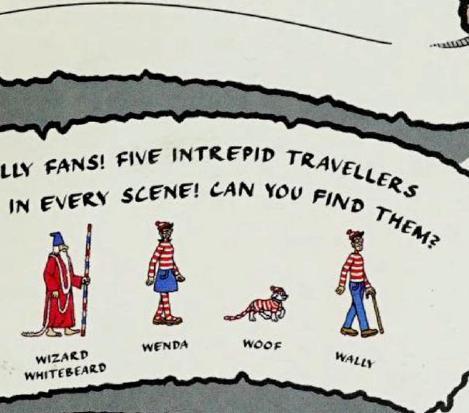 LLY FANS! FIVE INTREPID TRAVELLERS
IN EVERY SCENE! CAN YOU FIND THEM?
WIZARD
WHITEBEARD
WENDA
WOOF
WALLY